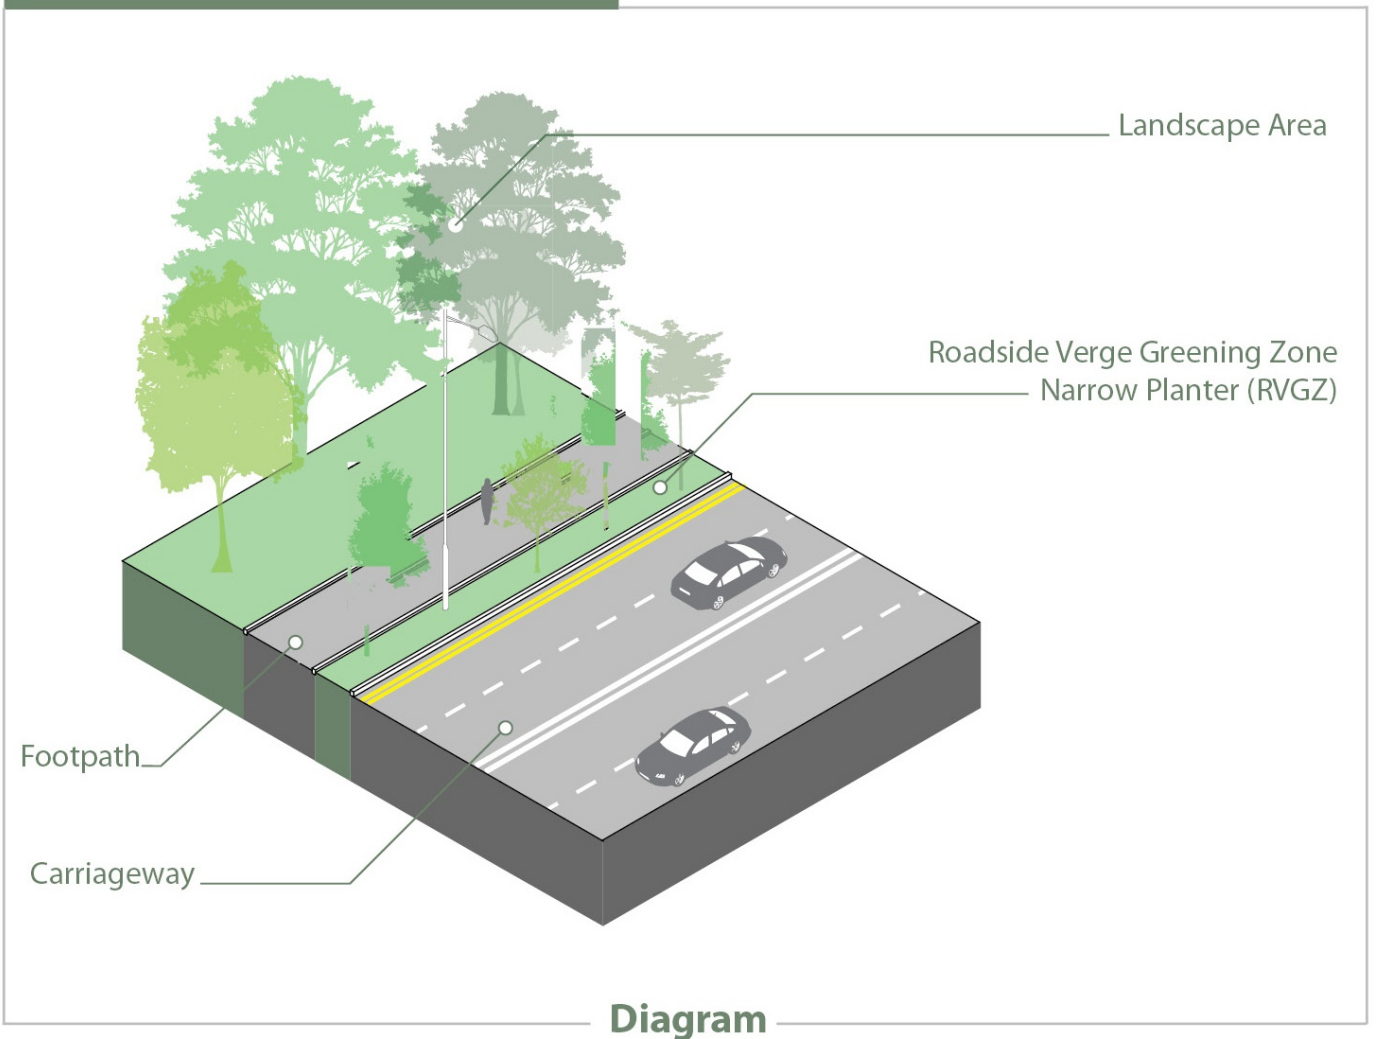 Landscape Area
Roadside Verge Greening Zone
Narrow Planter (RVGZ)
Footpath
Carriageway
Diagram